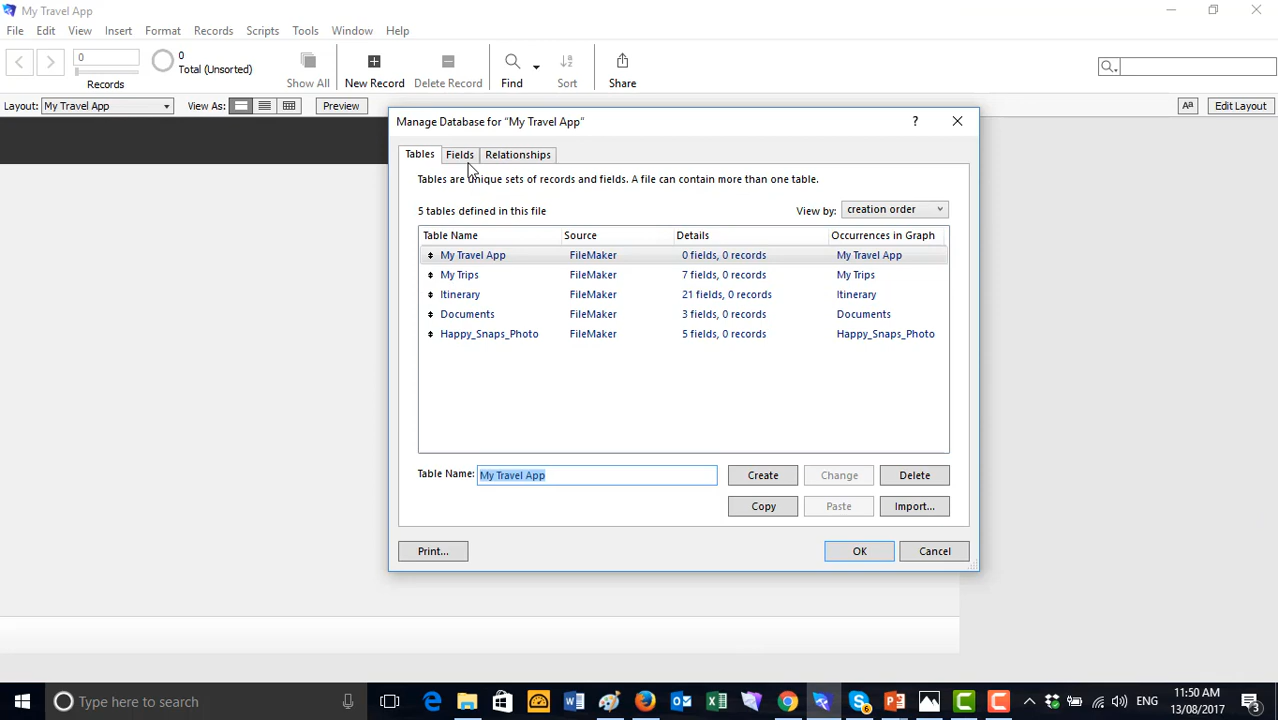 My Travel App
File Edit View Insert Format Records Scripts Tools Window Help
0
0
Total (Unsorted)
Records
Show All
New Record
Delete Record
Find
Sort
Share
Layout: My Travel App View As: Preview Aa Edit Layout
Manage Database for “My Travel App” ?
Tables Fields Relationships
Tables are unique sets of records and fields. A file can contain more than one table.
5 tables defined in this file View by: creation order
Table Name Source Details Occurrences in Graph
My Travel App FileMaker 0 fields, 0 records My Travel App
My Trips FileMaker 7 fields, 0 records My Trips
Itinerary FileMaker 21 fields, 0 records Itinerary
Documents FileMaker 3 fields, 0 records Documents
Happy_Snaps_Photo FileMaker 5 fields, 0 records Happy_Snaps_Photo
Table Name: My Travel App Create Change Delete
Copy Paste Import...
Print... OK Cancel
Type here to search
ENG
11:50 AM
13/08/2017
3